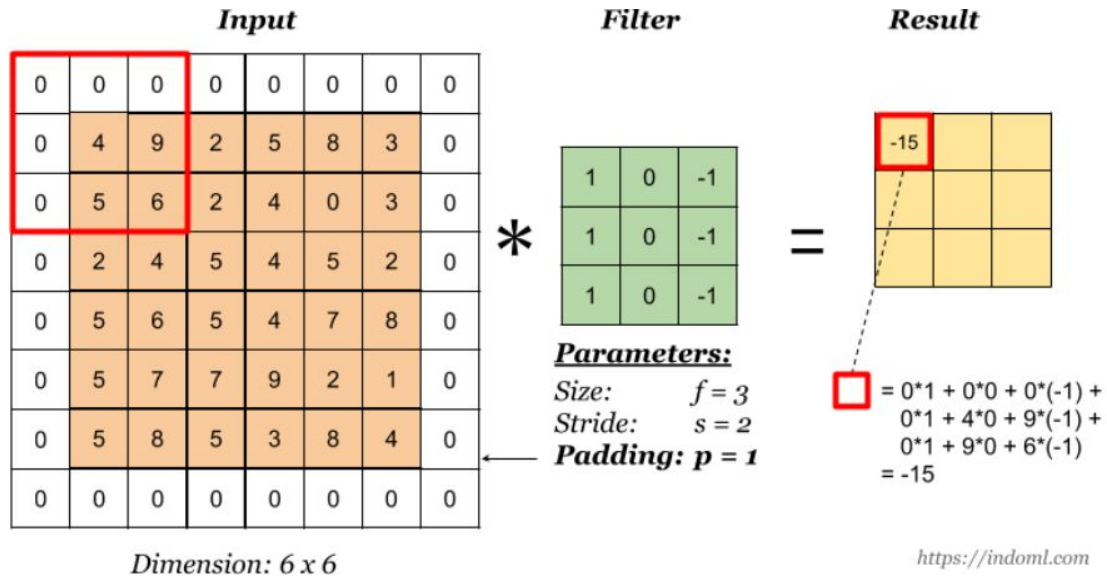 Input Filter Result
0 0 0 0 0 0 0 0
0 4 9 2 5 8 3 0
0 5 6 2 4 0 3 0
0 2 4 5 4 5 2 0
0 5 6 5 4 7 8 0
0 5 7 7 9 2 1 0
0 5 8 5 3 8 4 0
0 0 0 0 0 0 0 0
Dimension: 6 x 6
*
1 0 -1
1 0 -1
1 0 -1
Parameters:
Size: f = 3
Stride: s = 2
Padding: p = 1
=
-15
= 0*1 + 0*0 + 0*(-1) +
0*1 + 4*0 + 9*(-1) +
0*1 + 9*0 + 6*(-1)
= -15
https://indoml.com